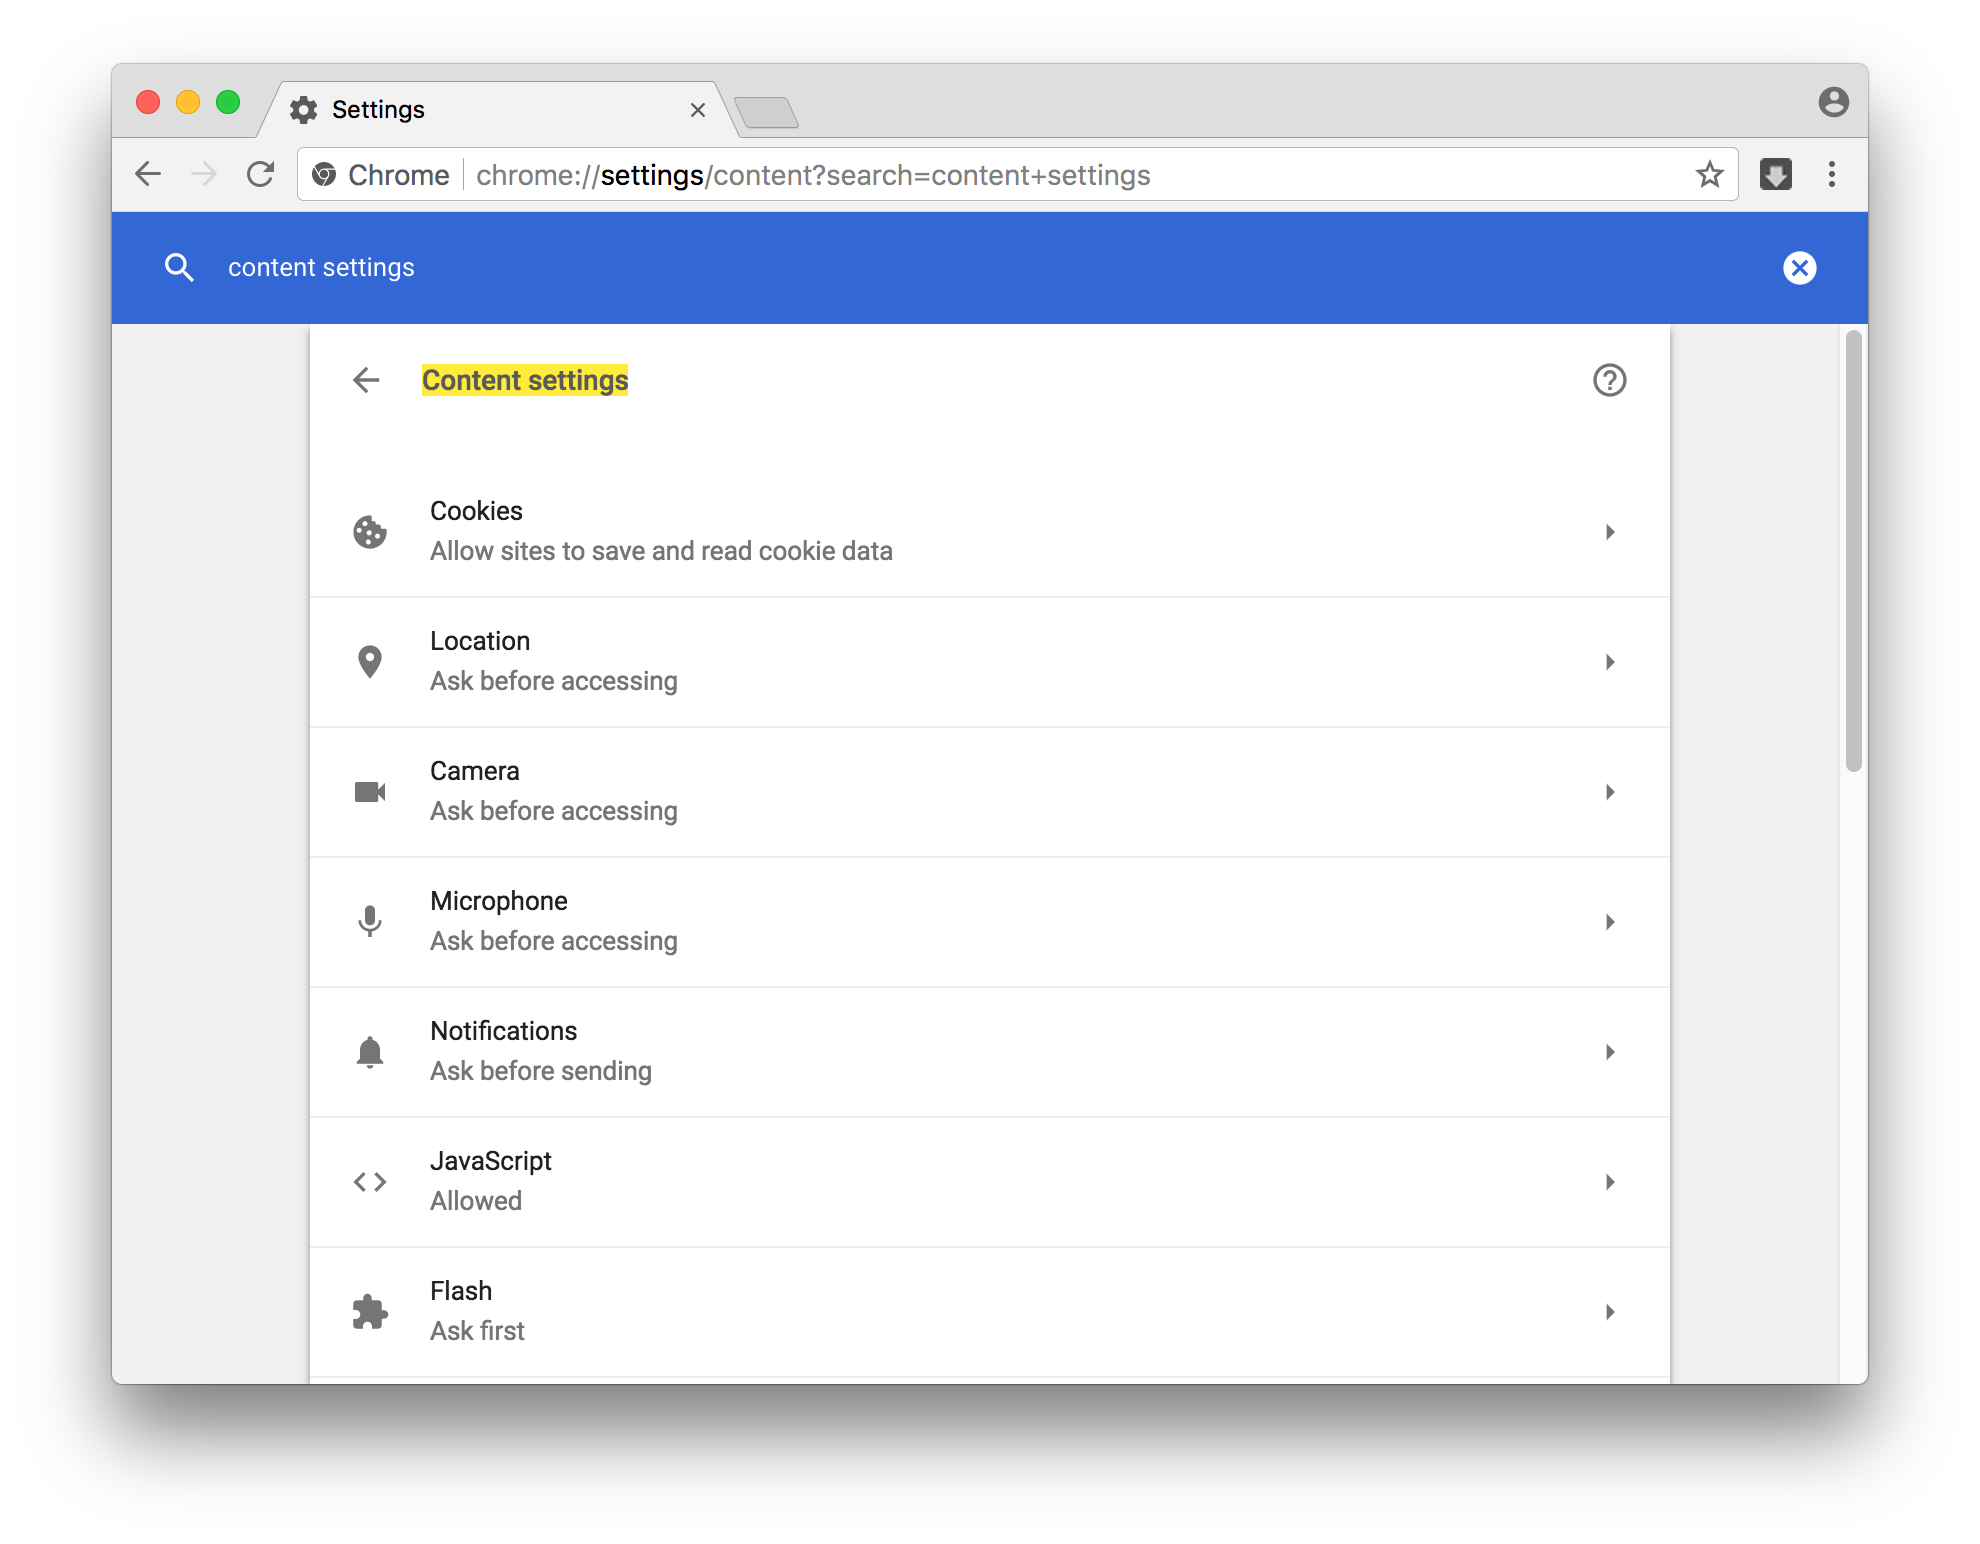 Settings
Chrome chrome://settings/content?search=content+settings
content settings
Content settings
Cookies
Allow sites to save and read cookie data
Location
Ask before accessing
Camera
Ask before accessing
Microphone
Ask before accessing
Notifications
Ask before sending
JavaScript
Allowed
Flash
Ask first